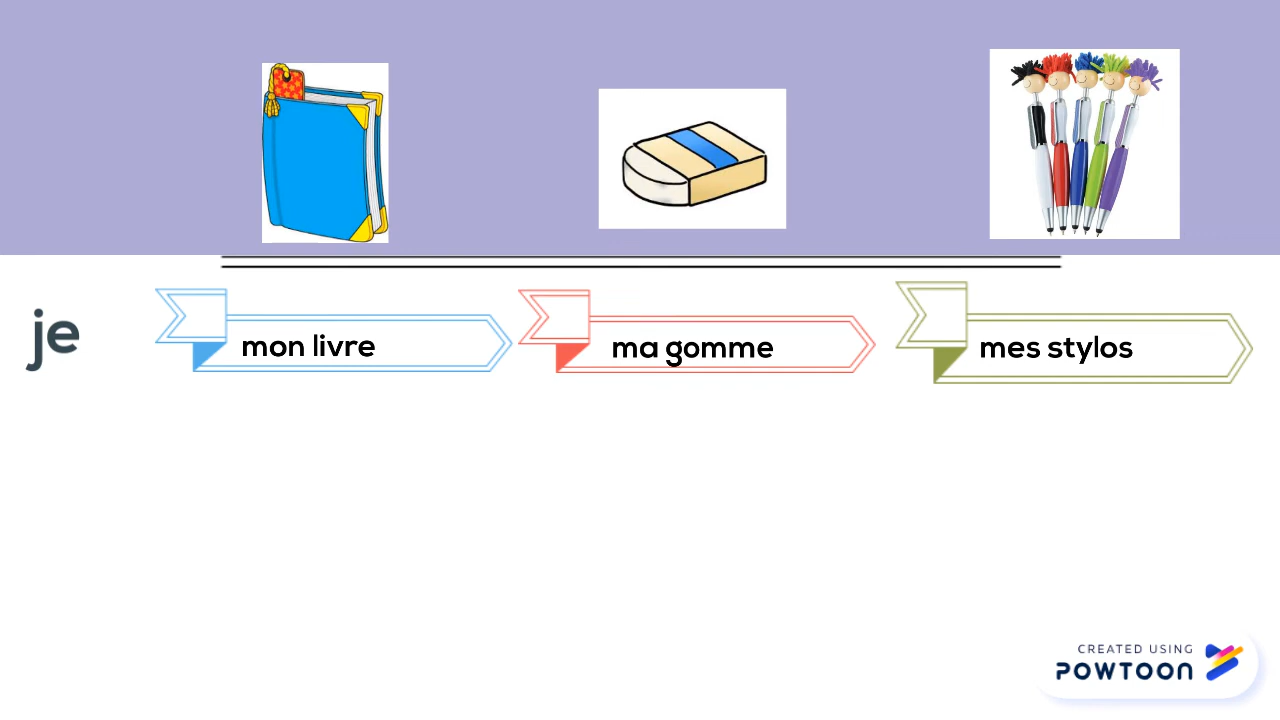 je
mon livre
ma gomme
mes stylos
CREATED USING
POWTOON